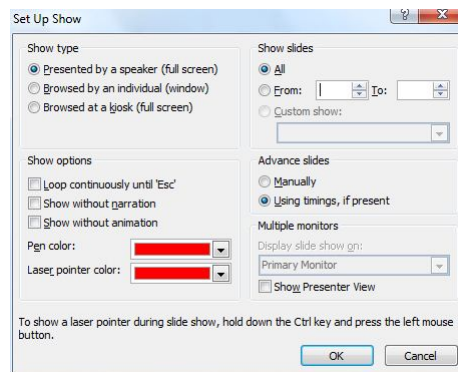 Set Up Show
Show type
Presented by a speaker (full screen)
Browsed by an individual (window)
Browsed at a kiosk (full screen)
Show slides
All
From: To:
Custom show:
Show options
Loop continuously until 'Esc'
Show without narration
Show without animation
Pen color:
Laser pointer color:
Advance slides
Manually
Using timings, if present
Multiple monitors
Display slide show on:
Primary Monitor
Show Presenter View
To show a laser pointer during slide show, hold down the Ctrl key and press the left mouse
button.
OK Cancel